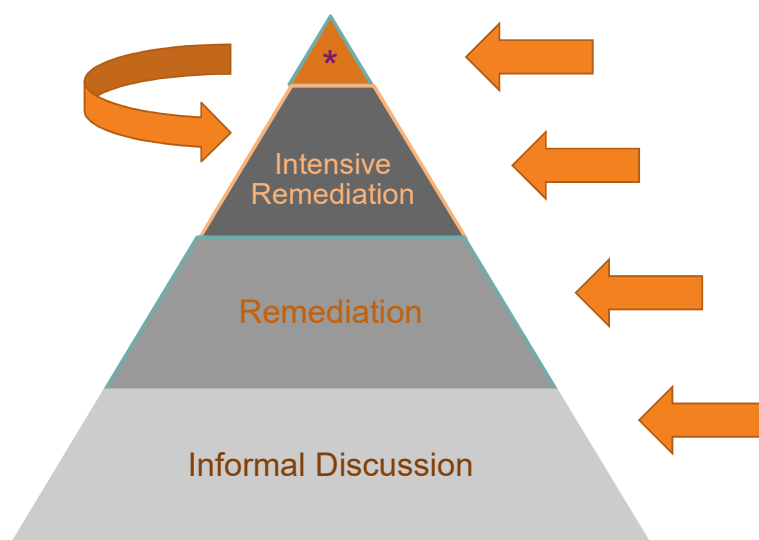 *
Intensive
Remediation
Remediation
Informal Discussion